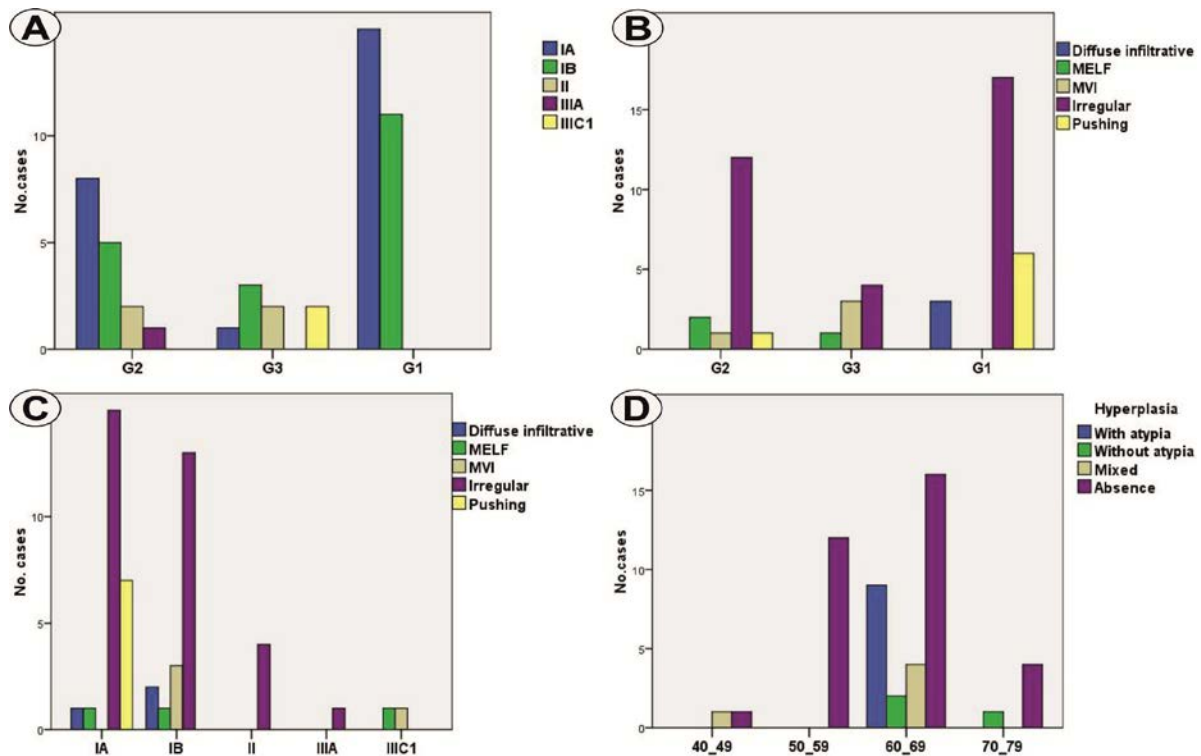 A
No.cases
10
5
0
G2 G3 G1
IA
IB
II
IIIA
IIIC1
B
No cases
15
10
5
0
G2 G3 G1
Diffuse infiltrative
MELF
MVI
Irregular
Pushing
C
No. cases
10
5
0
IA IB II IIIA IIIC1
Diffuse infiltrative
MELF
MVI
Irregular
Pushing
D
No.cases
15
10
5
0
40_49 50_59 60_69 70_79
Hyperplasia
With atypia
Without atypia
Mixed
Absence